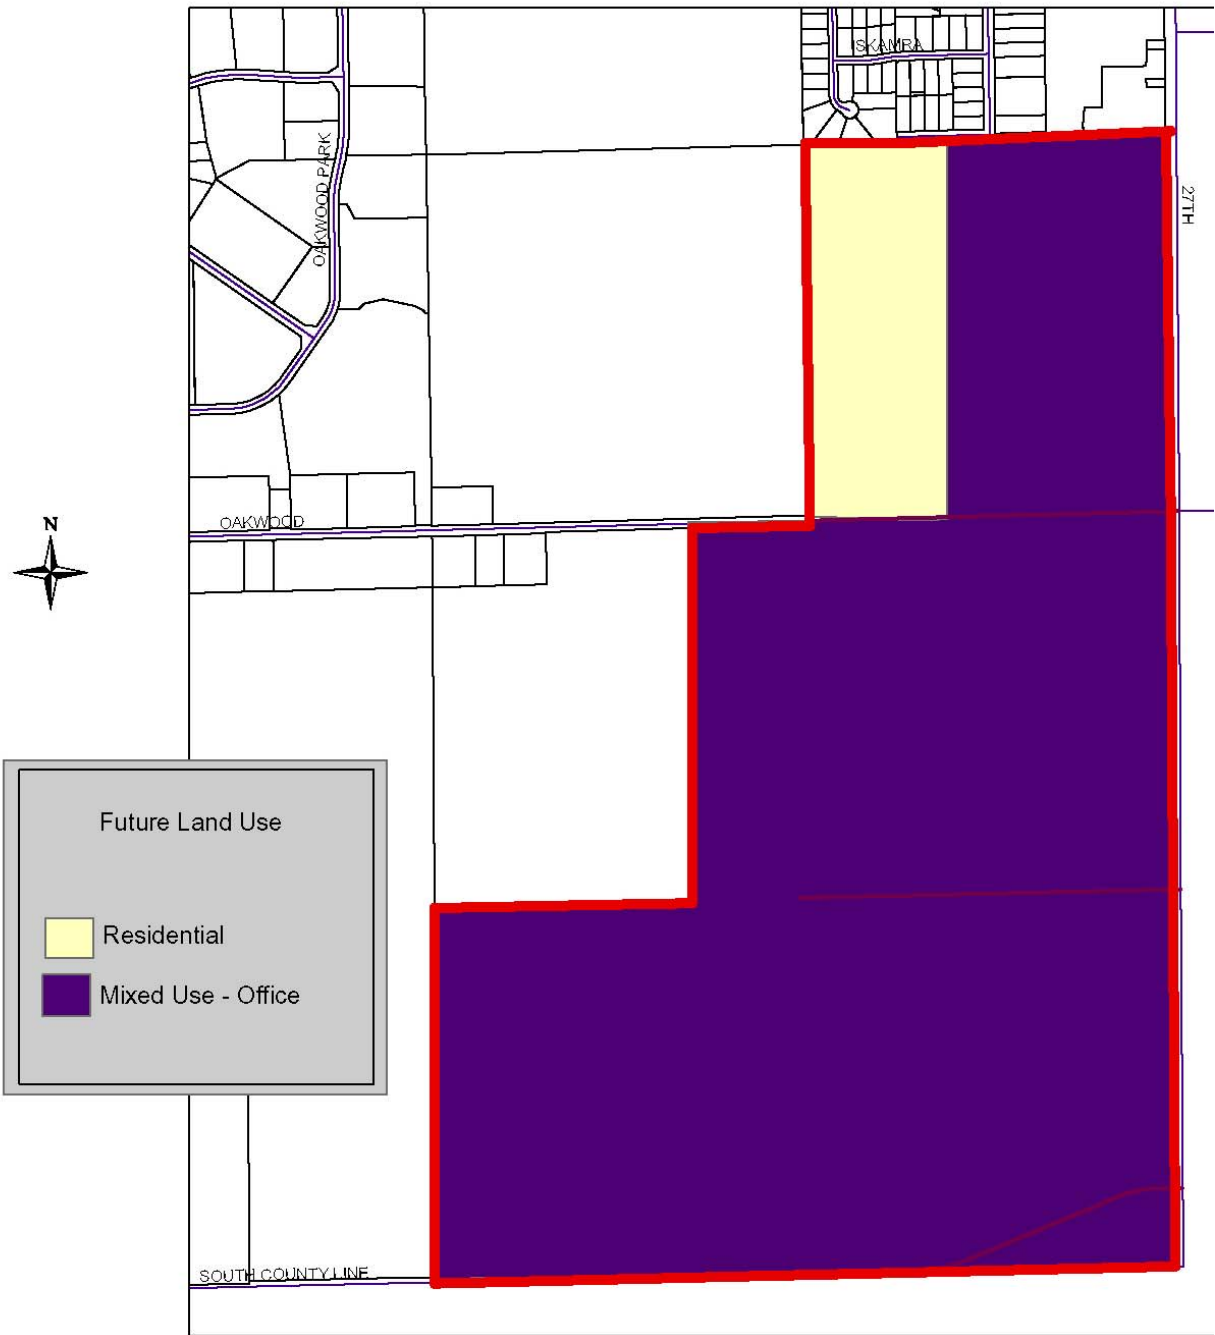 ISKAMRA
OAKWOOD PARK
27TH
OAKWOOD
N
Future Land Use
Residential
Mixed Use - Office
SOUTH COUNTY LINE